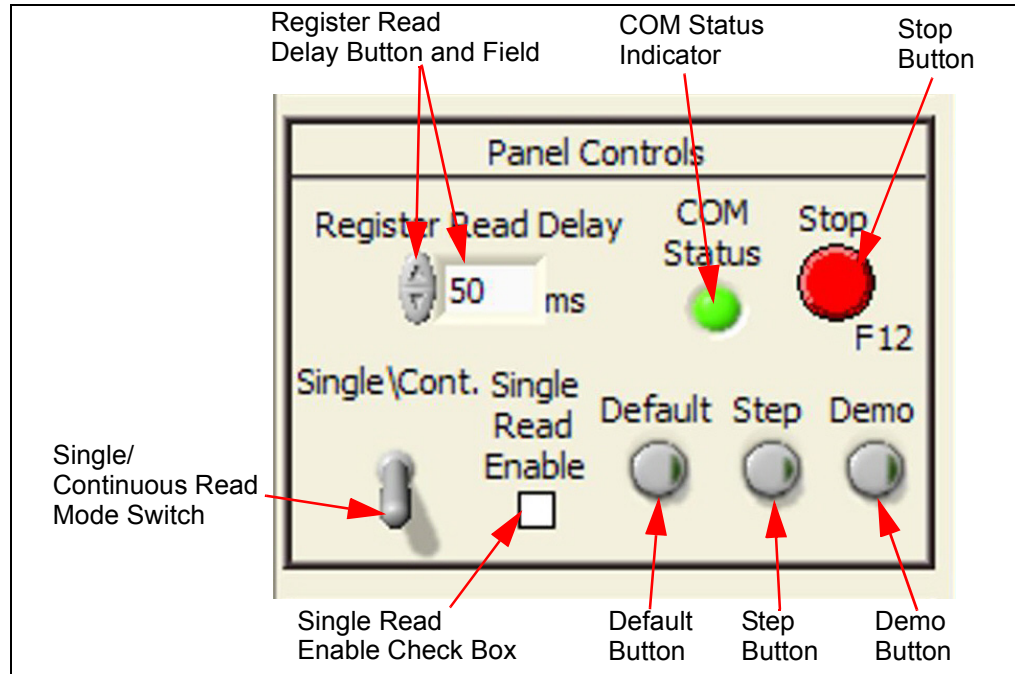 Register Read
Delay Button and Field
COM Status
Indicator
Stop
Button
Panel Controls
Register Read Delay
COM
Status
Stop
50
ms
F12
Single\Cont.
Single
Read
Enable
Default
Step
Demo
Single/
Continuous Read
Mode Switch
Single Read
Enable Check Box
Default
Button
Step
Button
Demo
Button